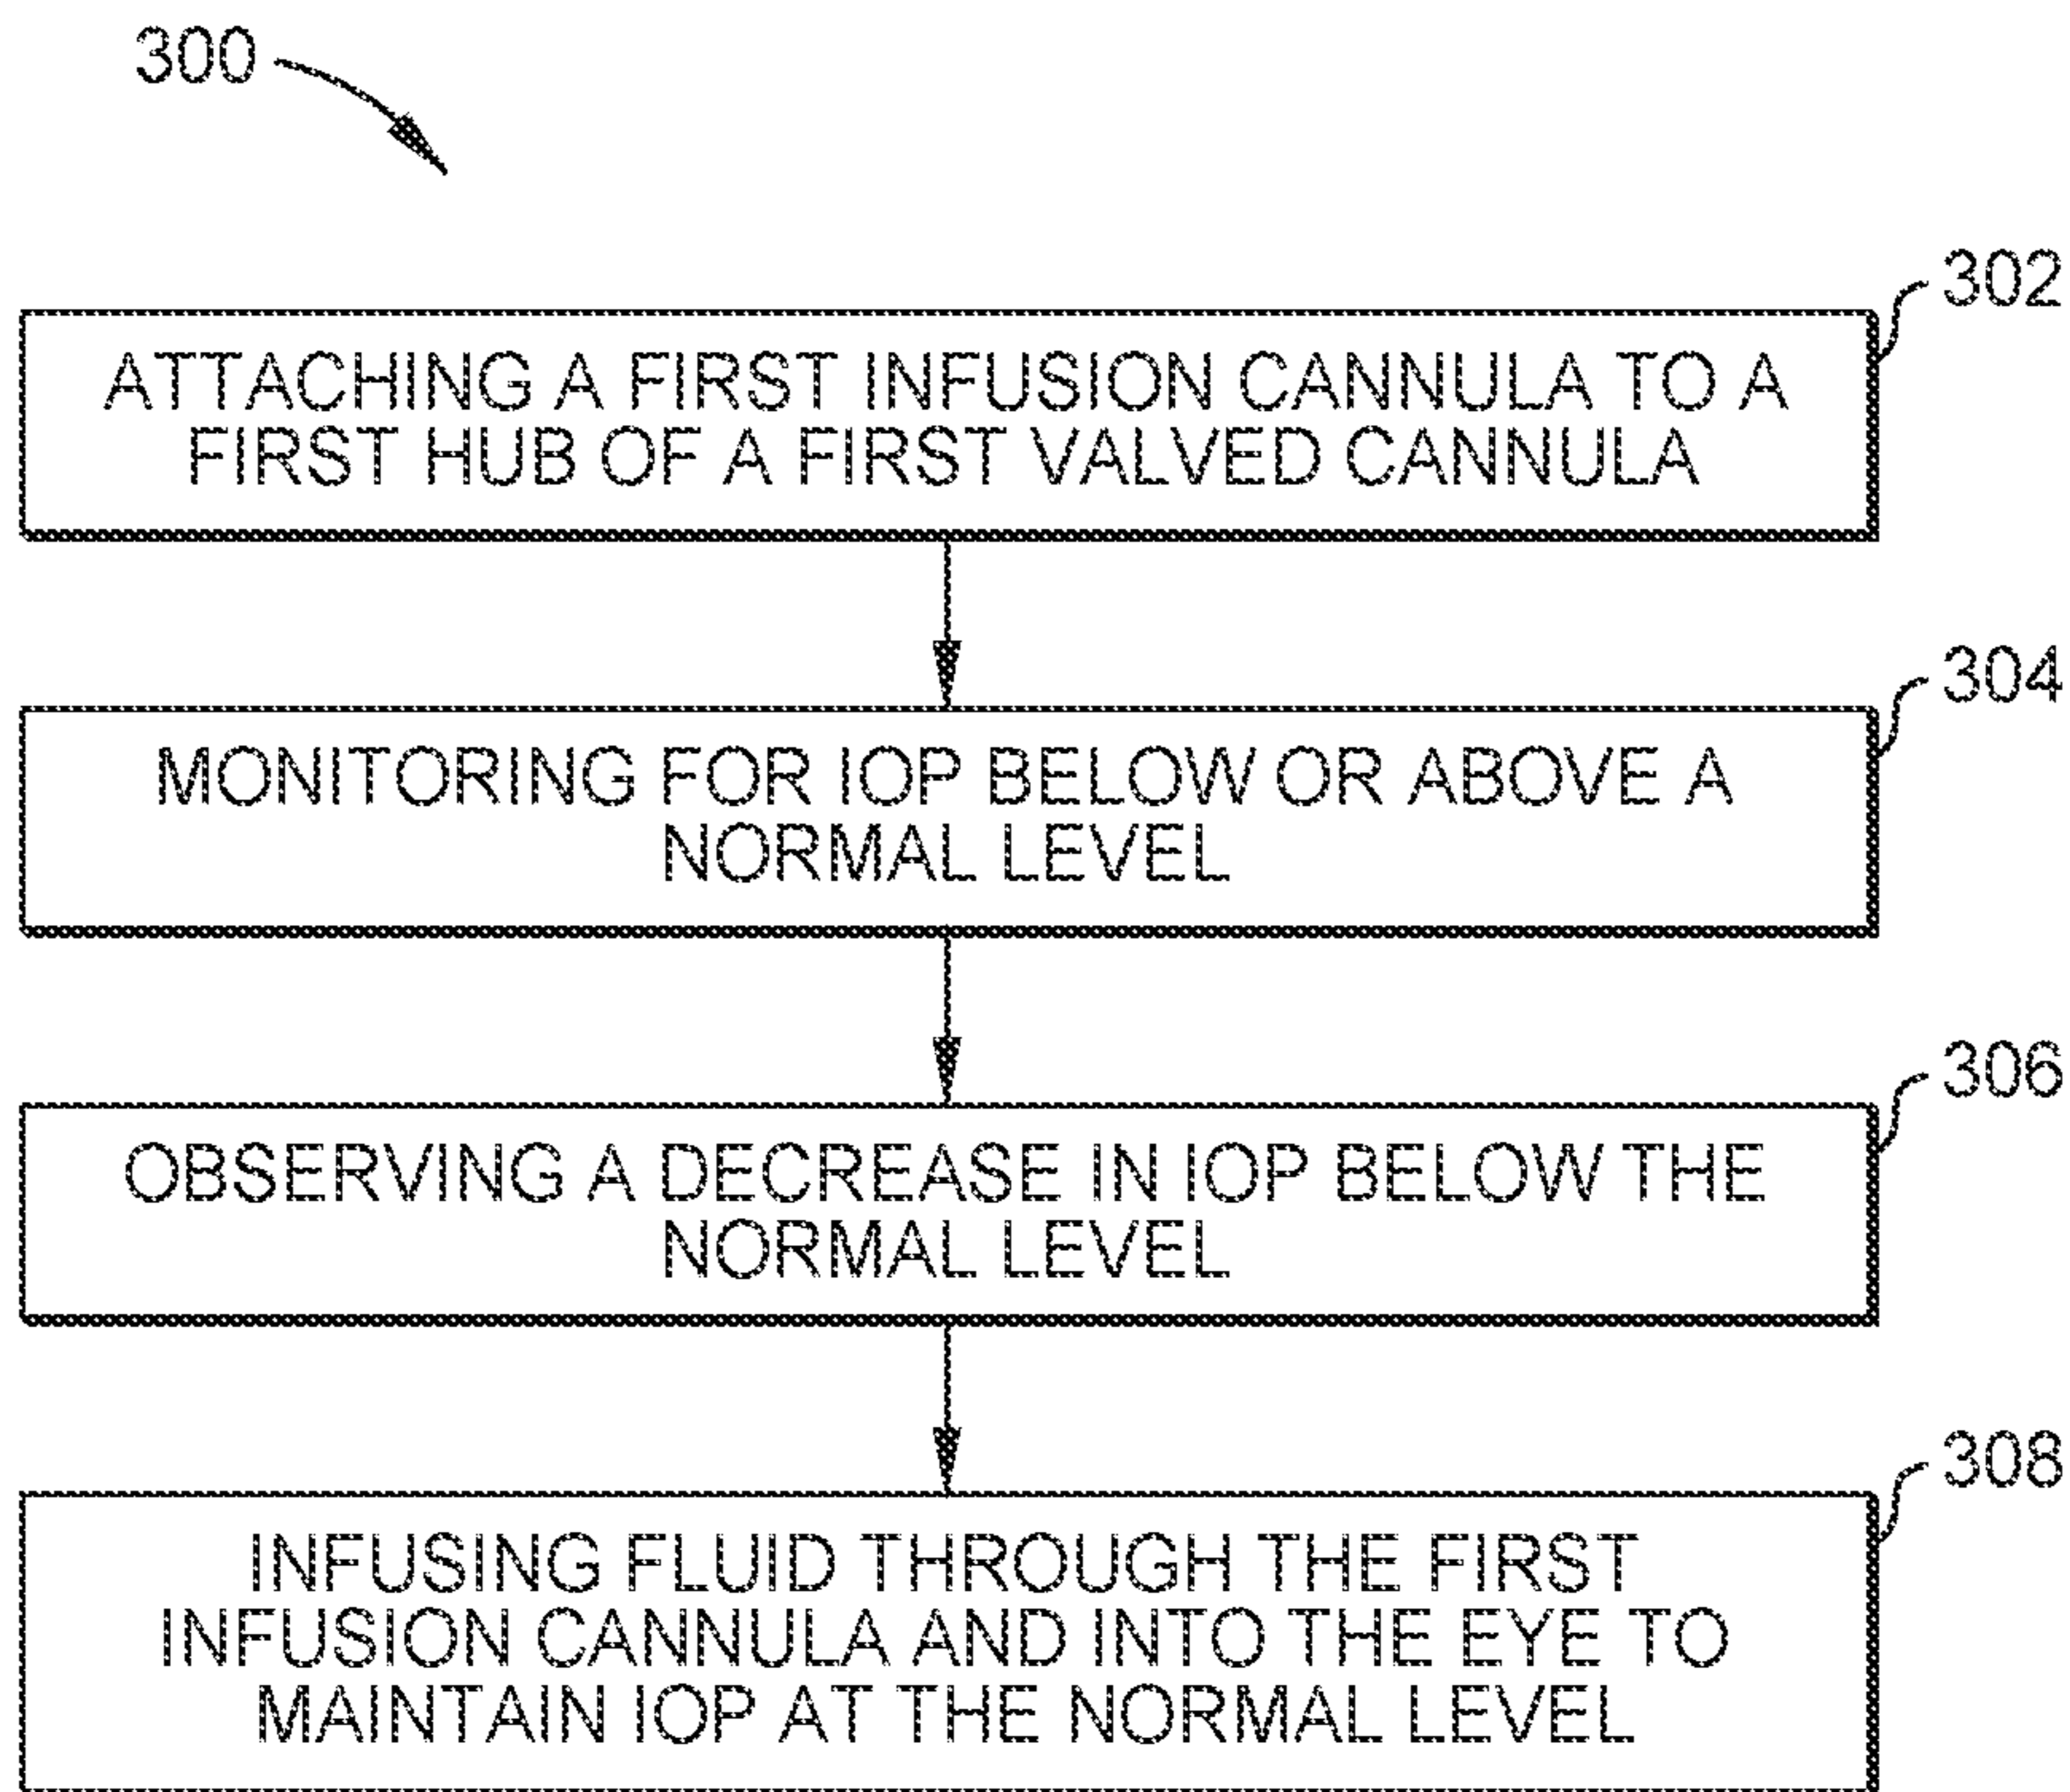 300
302
ATTACHING A FIRST INFUSION CANNULA TO A
FIRST HUB OF A FIRST VALVED CANNULA
304
MONITORING FOR IOP BELOW OR ABOVE A
NORMAL LEVEL
306
OBSERVING A DECREASE IN IOP BELOW THE
NORMAL LEVEL
308
INFUSING FLUID THROUGH THE FIRST
INFUSION CANNULA AND INTO THE EYE TO
MAINTAIN IOP AT THE NORMAL LEVEL